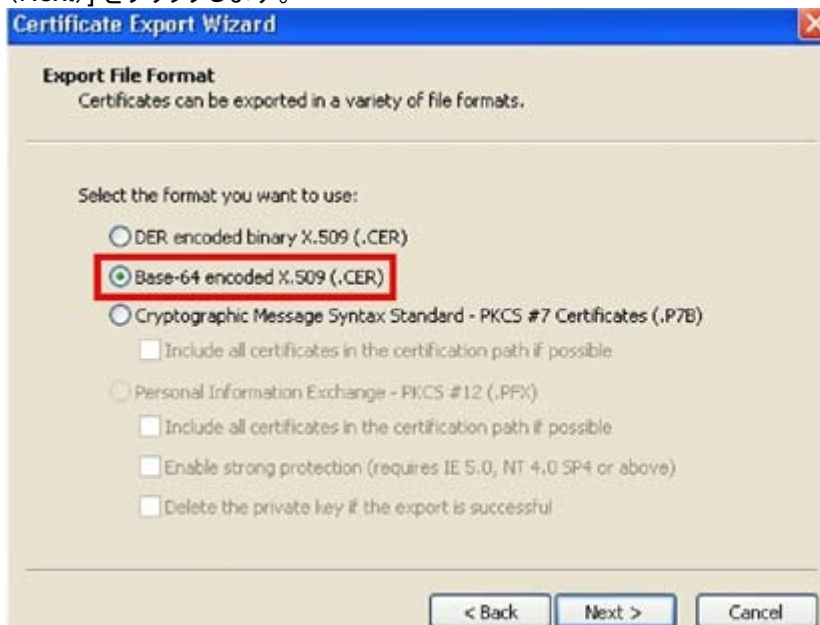 (Next)] をクリックします。
Certificate Export Wizard
Export File Format
Certificates can be exported in a variety of file formats.
Select the format you want to use:
DER encoded binary X.509 (.CER)
Base-64 encoded X.509 (.CER)
Cryptographic Message Syntax Standard - PKCS #7 Certificates (.P7B)
Include all certificates in the certification path if possible
Personal Information Exchange - PKCS #12 (.PFX)
Include all certificates in the certification path if possible
Enable strong protection (requires IE 5.0, NT 4.0 SP4 or above)
Delete the private key if the export is successful
< Back Next > Cancel